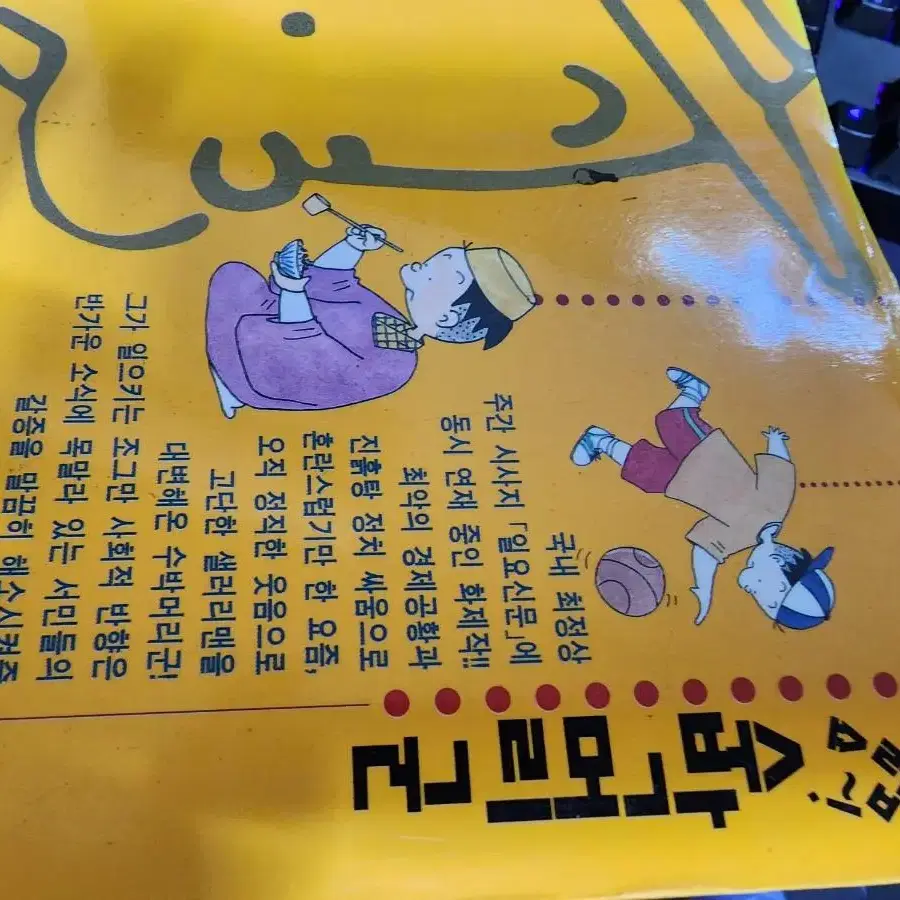 수박머리군
국내 최정상
주간 시사지 「일요신문」에
동시 연재 중인 화제작!!
최악의 경제공황과
진흙탕 정치 싸움으로
혼란스럽기만 한 요즘,
오직 정직한 웃음으로
고단한 샐러리맨을
대변해온 수박머리군!
그가 일으키는 조그만 사회적 반향은
반가운 소식에 목말라 있는 서민들의
갈증을 말끔히